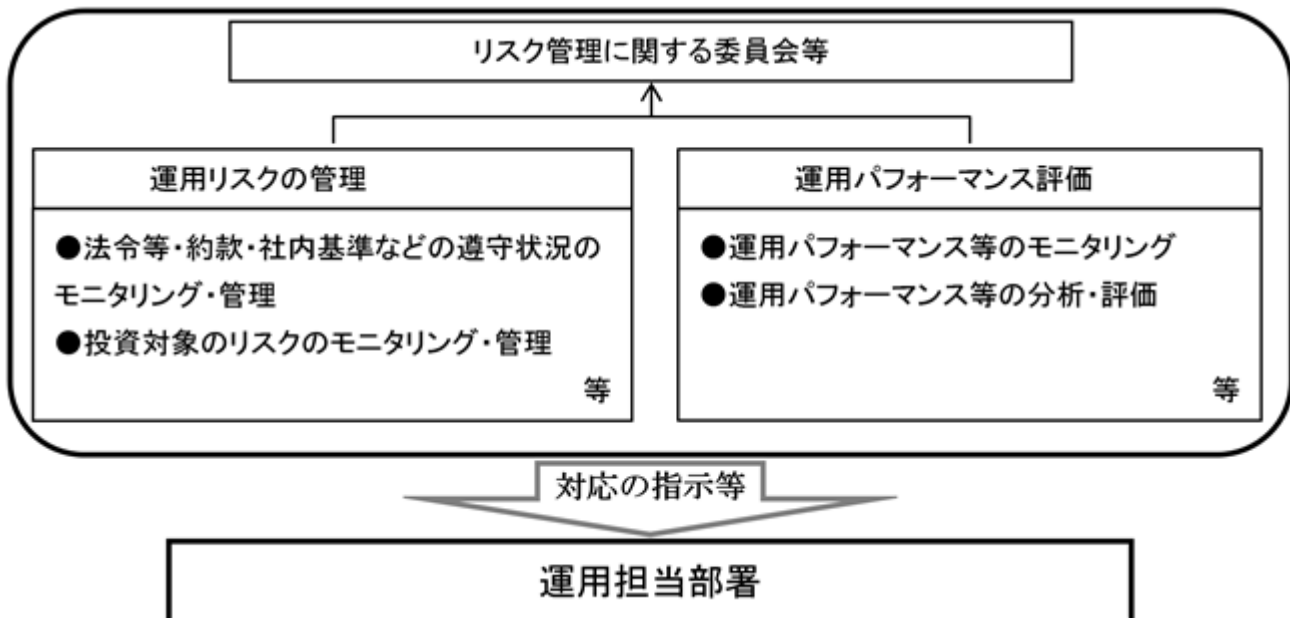 リスク管理に関する委員会等
運用リスクの管理
●法令等・約款・社内基準などの遵守状況の
モニタリング・管理
●投資対象のリスクのモニタリング・管理
等
運用パフォーマンス評価
●運用パフォーマンス等のモニタリング
●運用パフォーマンス等の分析・評価
等
対応の指示等
運用担当部署